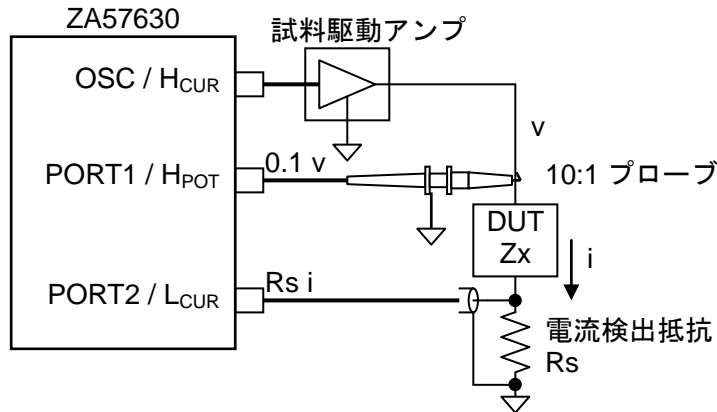 ZA57630
試料駆動アンプ
OSC / HCUR
v
PORT1 / HPOT
0.1 v
10:1 プローブ
DUT
Zx
i
PORT2 / LCUR
Rs i
電流検出抵抗
Rs